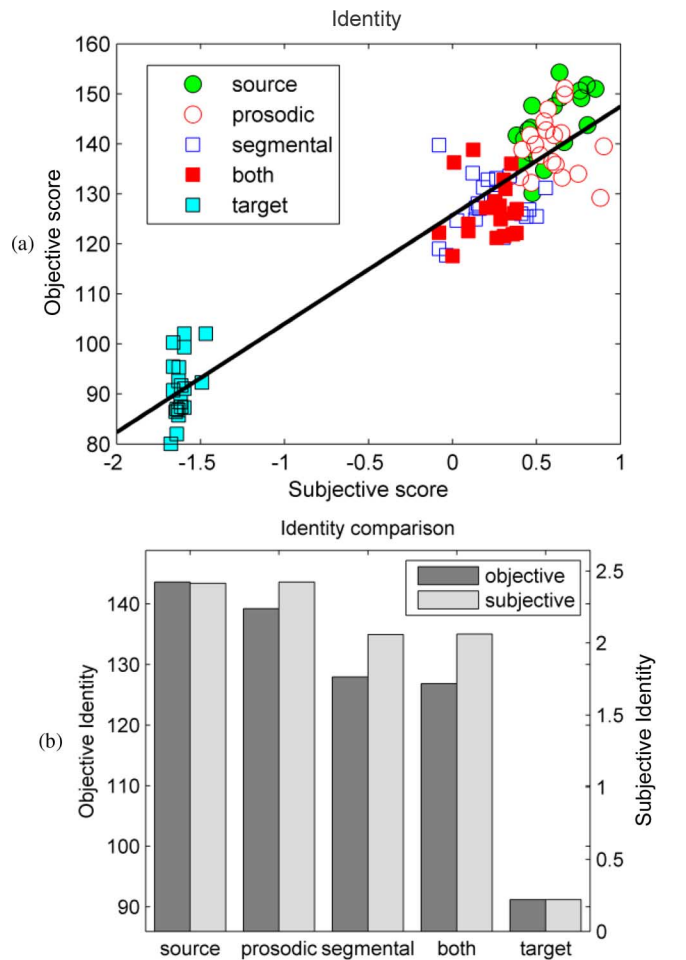 Identity
160
150
140
130
120
110
100
90
80
-2 -1.5 -1 -0.5 0 0.5 1
Objective score
Subjective score
source
prosodic
segmental
both
target
(a)
Identity comparison
objective
subjective
140
130
120
110
100
90
2.5
2
1.5
1
0.5
0
Objective Identity
Subjective Identity
source prosodic segmental both target
(b)